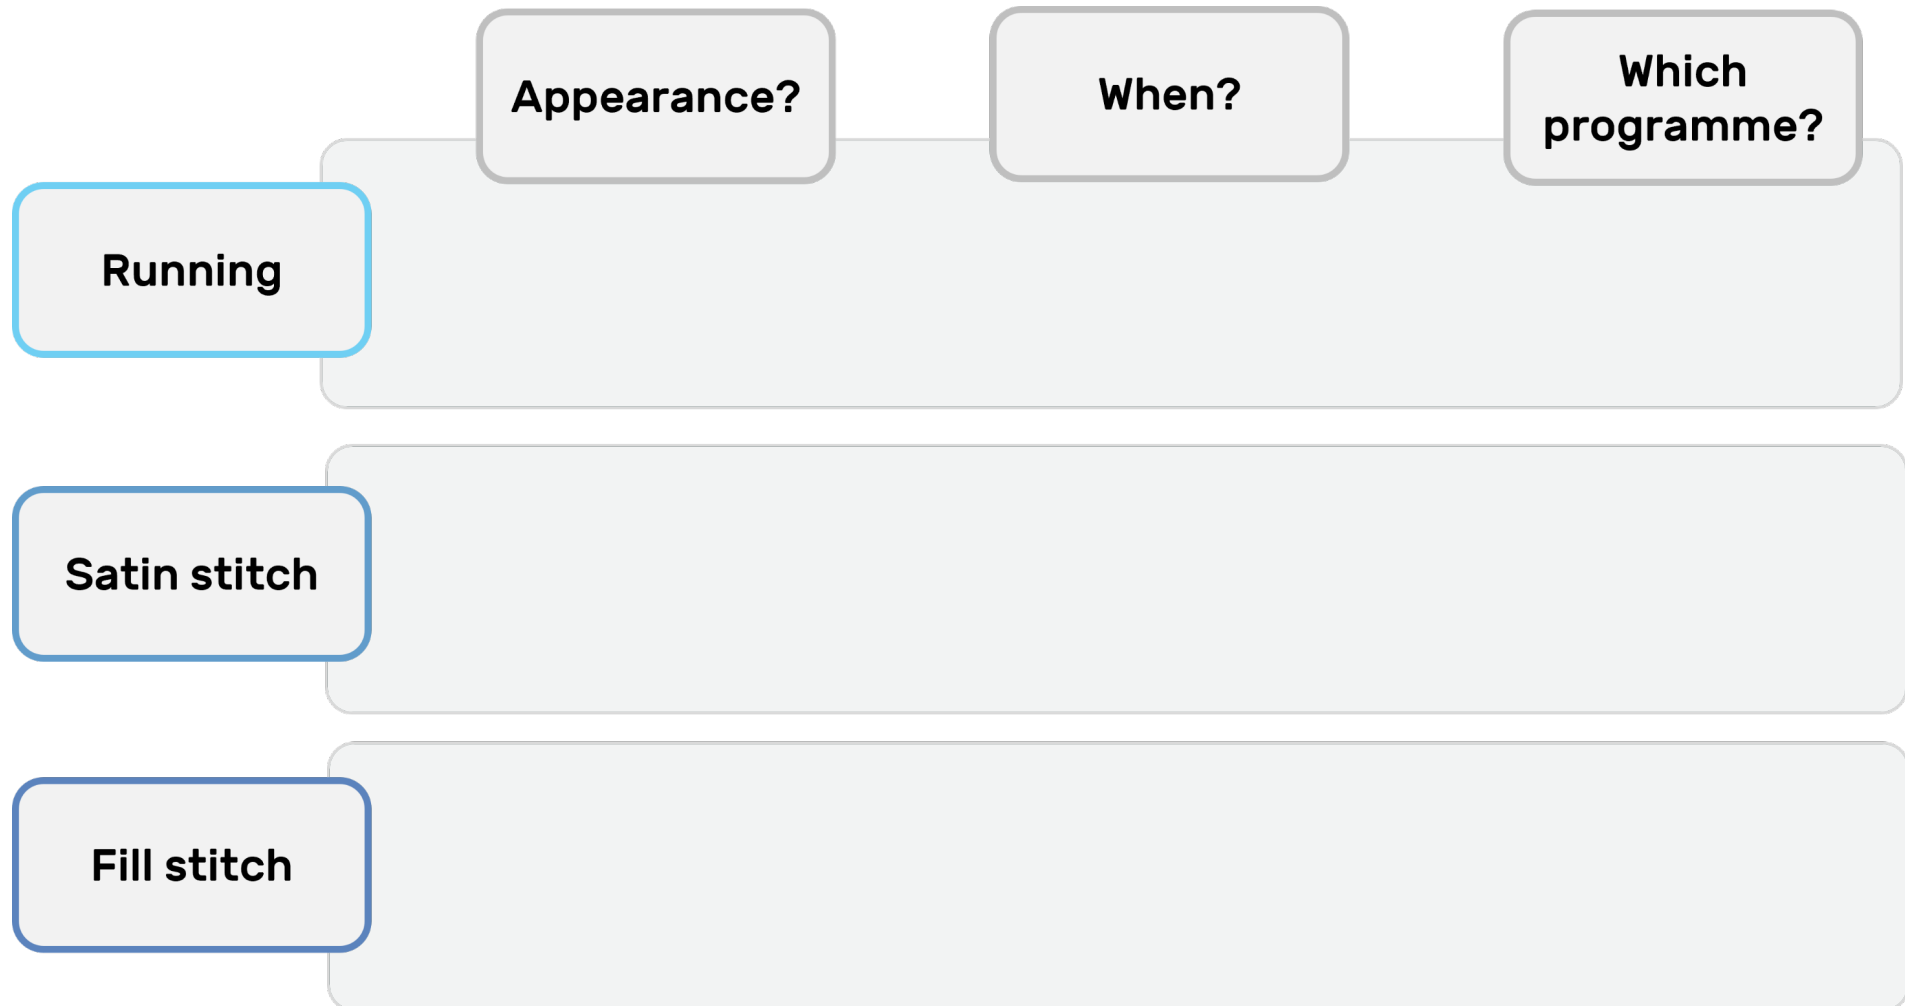 Appearance?
When?
Which
programme?
Running
Satin stitch
Fill stitch